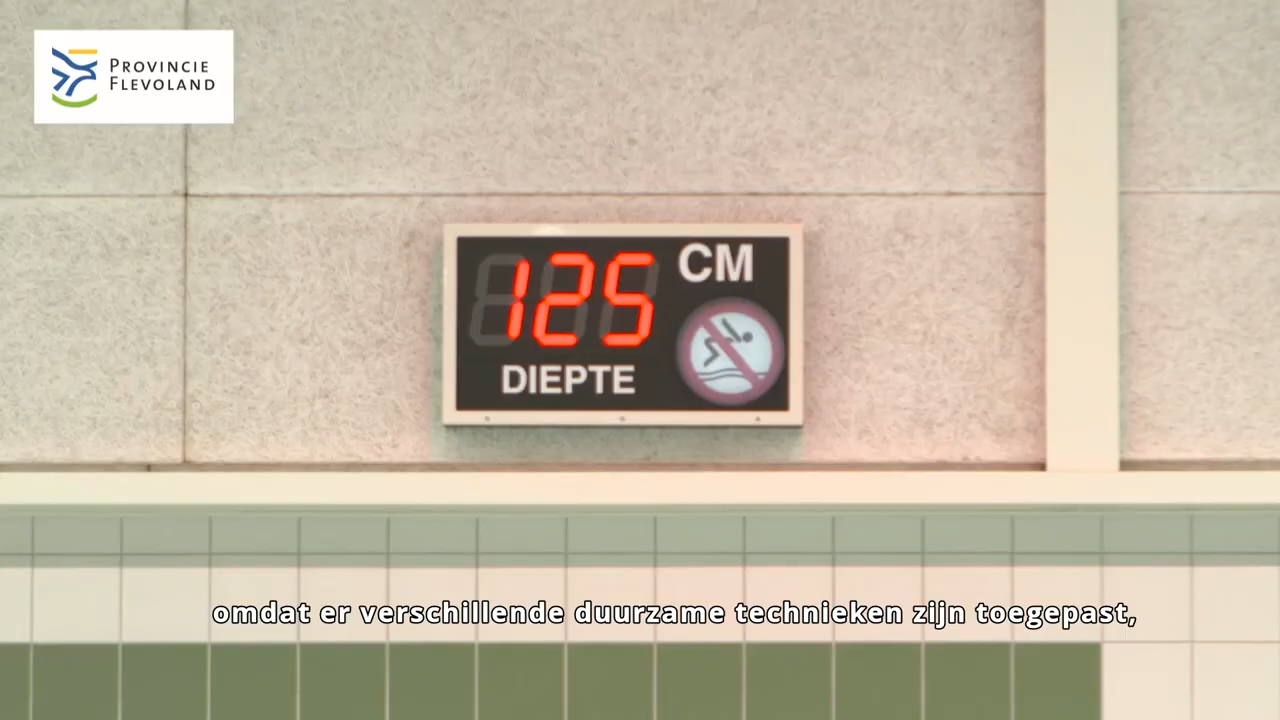 PROVINCIE
FLEVOLAND
125 CM
DIEPTE
omdat er verschillende duurzame technieken zijn toegepast,